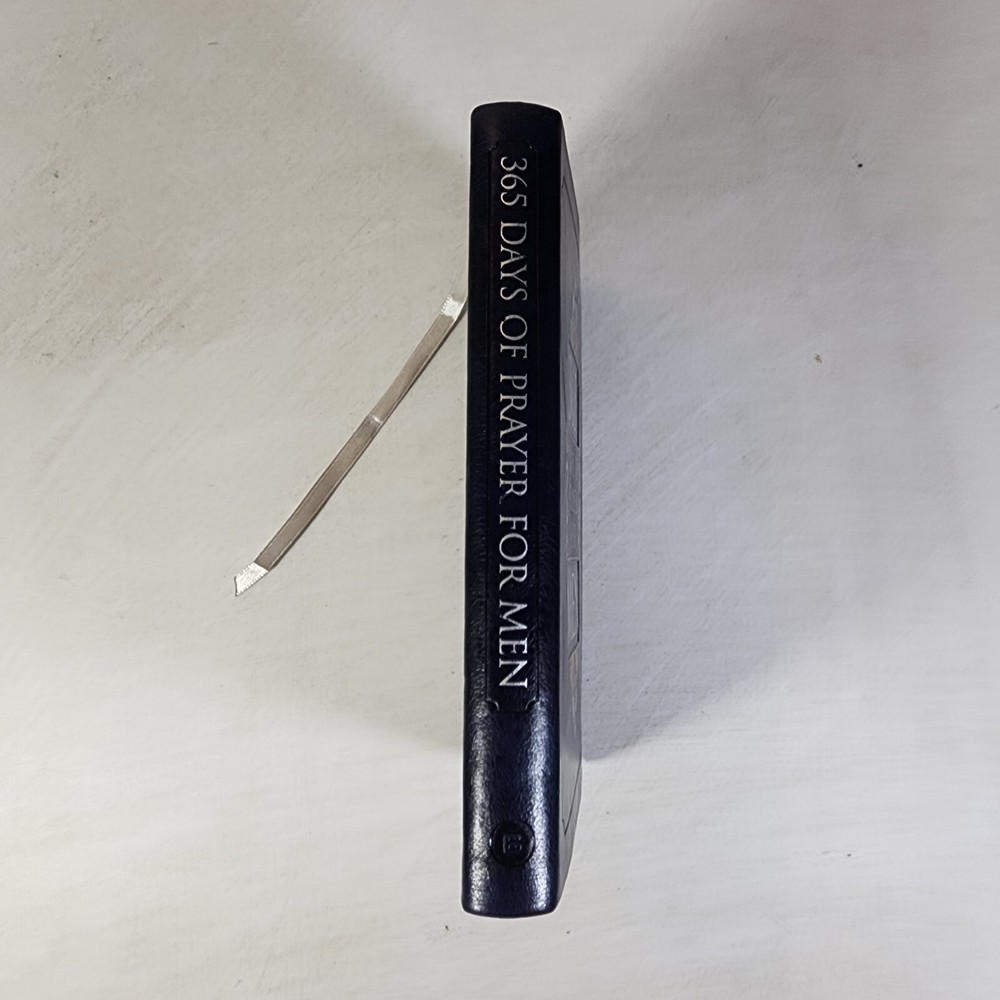 365 DAYS OF PRAYER FOR MEN